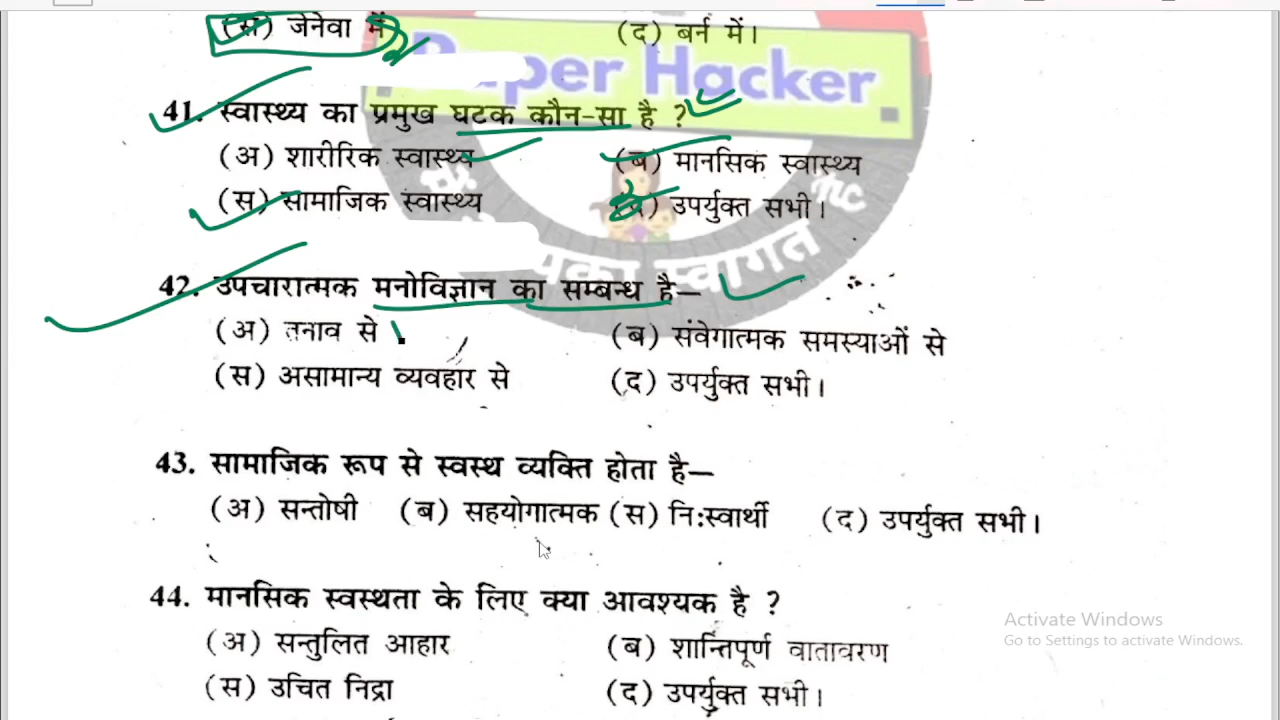 (स) जेनेवा में (द) बर्न में।
Paper Hacker
41. स्वास्थ्य का प्रमुख घटक कौन-सा है ?
(अ) शारीरिक स्वास्थ्य (ब) मानसिक स्वास्थ्य
(स) सामाजिक स्वास्थ्य (द) उपर्युक्त सभी।
स्वागत
42. उपचारात्मक मनोविज्ञान का सम्बन्ध है—
(अ) तनाव से (ब) संवेगात्मक समस्याओं से
(स) असामान्य व्यवहार से (द) उपर्युक्त सभी।
43. सामाजिक रूप से स्वस्थ व्यक्ति होता है—
(अ) सन्तोषी (ब) सहयोगात्मक (स) नि:स्वार्थी (द) उपर्युक्त सभी।
44. मानसिक स्वस्थता के लिए क्या आवश्यक है ?
(अ) सन्तुलित आहार (ब) शान्तिपूर्ण वातावरण
(स) उचित निद्रा (द) उपर्युक्त सभी।
Activate Windows
Go to Settings to activate Windows.